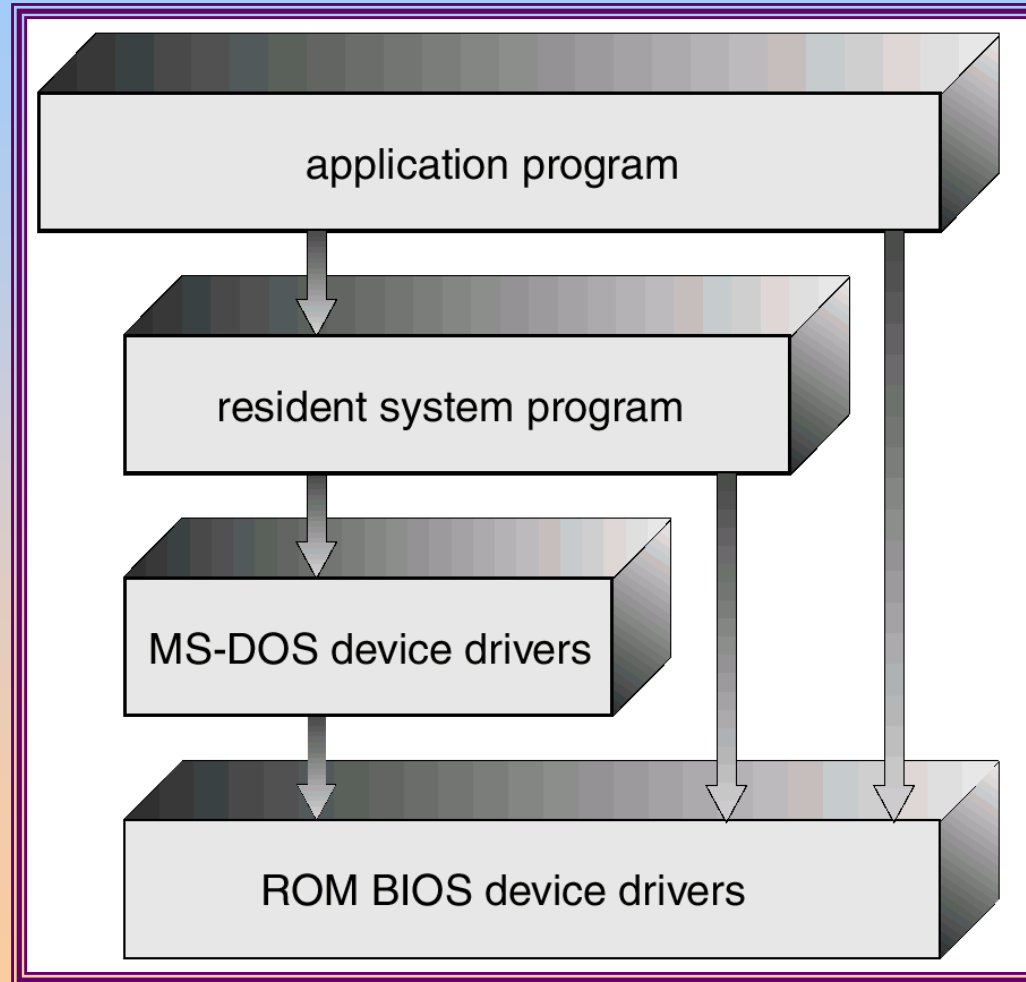 application program
resident system program
MS-DOS device drivers
ROM BIOS device drivers